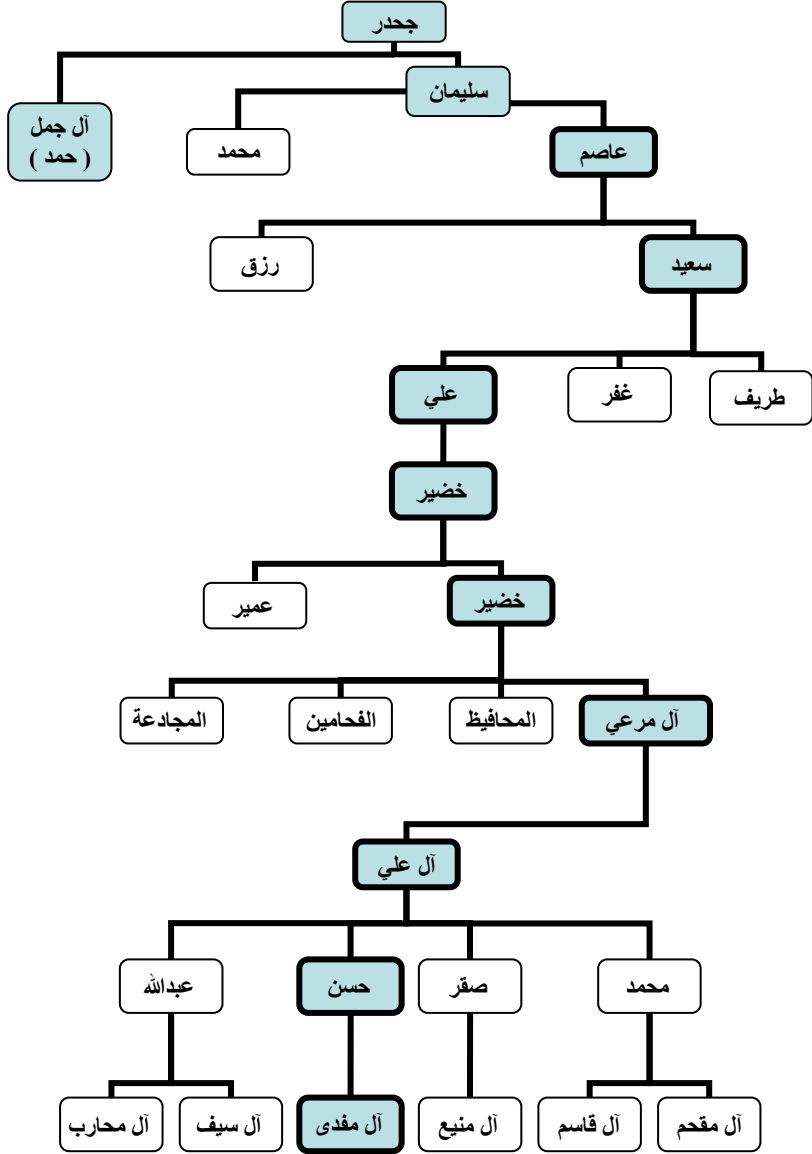 جحدر
سليمان
آل جمل
( حمد )
محمد
عاصم
رزق
سعيد
طريف
غفر
علي
خضير
خضير
عمير
آل مرعي
المحافيظ
الفحامين
المجادعة
آل علي
محمد
صقر
حسن
عبدالله
آل مقحم
آل قاسم
آل منيع
آل مفدى
آل سيف
آل محارب